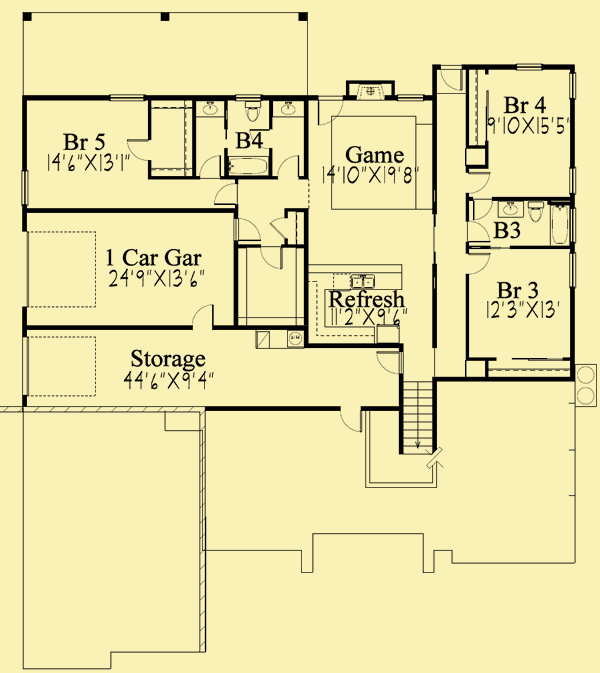 Br 5
14'6"X13'1"
B4
Game
14'10"X19'8"
Br 4
9'10X15'5"
B3
1 Car Gar
24'9"X13'6"
Refresh
11'2"X9'6"
Br 3
12'3"X13'
Storage
44'6"X9'4"